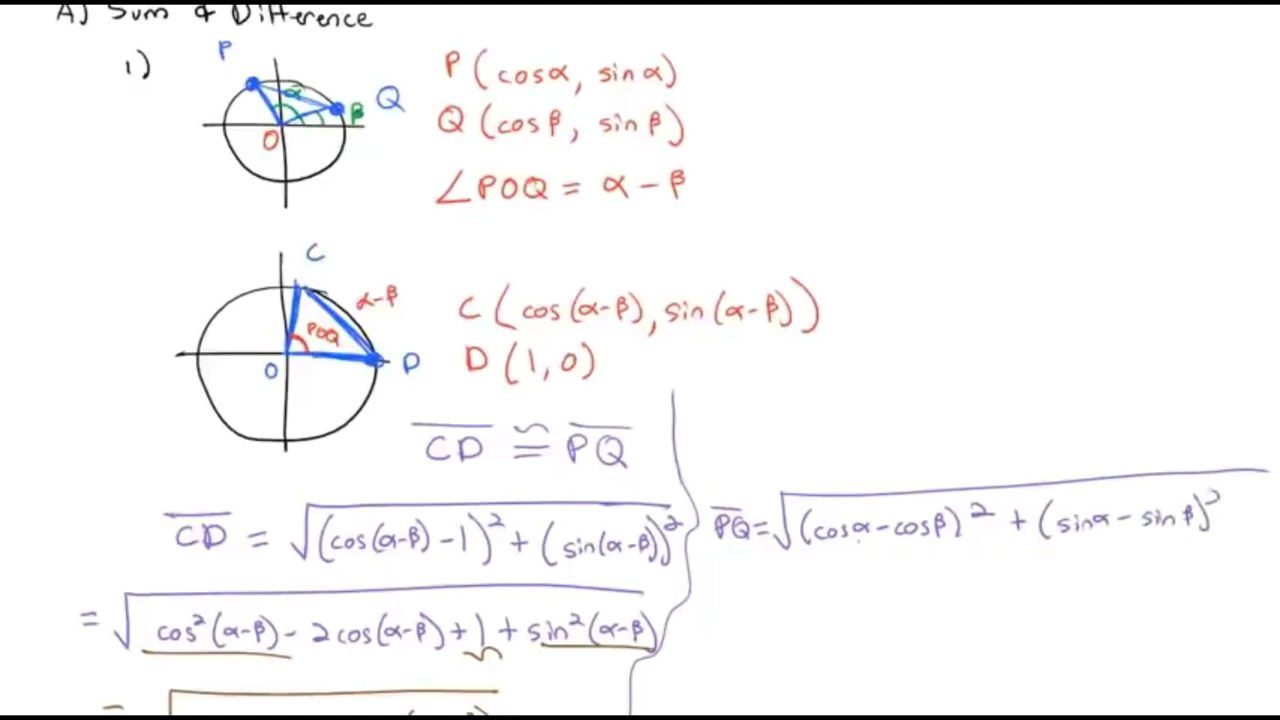 A) Sum & Difference
1)
P
Q
α
β
O
P (cosα, sinα)
Q (cosβ, sinβ)
∠POQ = α - β
C
α-β
POQ
O
D
C (cos(α-β), sin(α-β))
D (1, 0)
CD ≅ PQ
CD = √(cos(α-β) - 1)² + (sin(α-β))²
PQ = √(cosα - cosβ)² + (sinα - sinβ)²
= √cos²(α-β) - 2cos(α-β) + 1 + sin²(α-β)
=